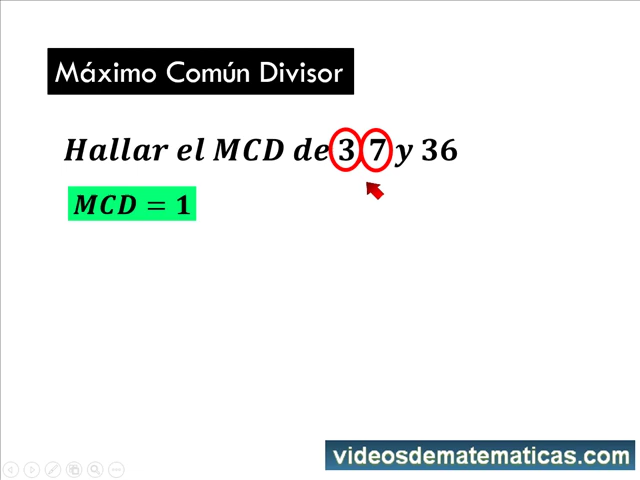 Máximo Común Divisor
Hallar el MCD de 3 7 y 36
MCD = 1
videosdematematicas.com